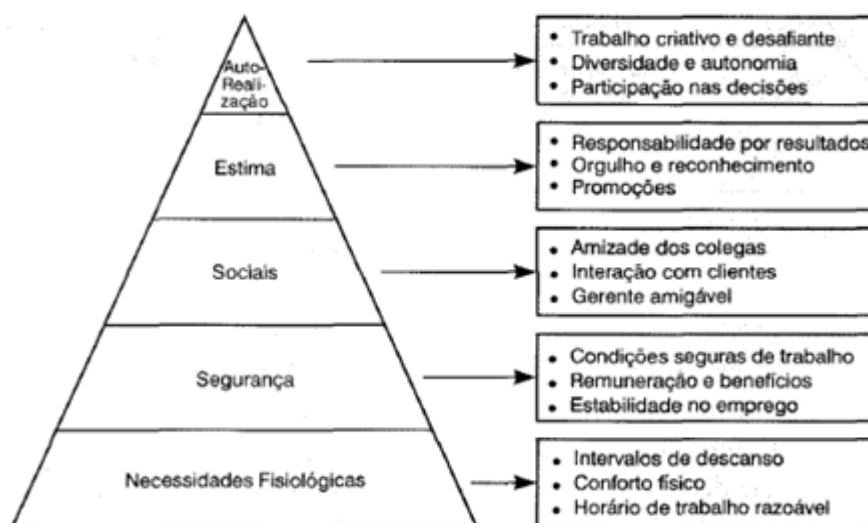 Auto-
Reali-
zação
• Trabalho criativo e desafiante
• Diversidade e autonomia
• Participação nas decisões
Estima
• Responsabilidade por resultados
• Orgulho e reconhecimento
• Promoções
Sociais
• Amizade dos colegas
• Interação com clientes
• Gerente amigável
Segurança
• Condições seguras de trabalho
• Remuneração e benefícios
• Estabilidade no emprego
Necessidades Fisiológicas
• Intervalos de descanso
• Conforto físico
• Horário de trabalho razoável